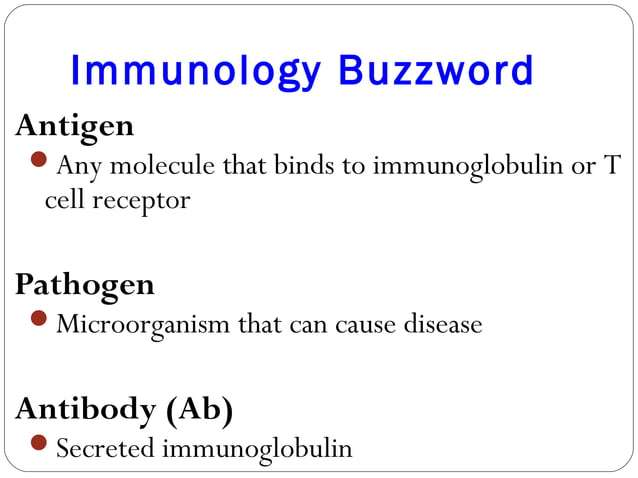 Immunology Buzzword
Antigen
Any molecule that binds to immunoglobulin or T
cell receptor
Pathogen
Microorganism that can cause disease
Antibody (Ab)
Secreted immunoglobulin